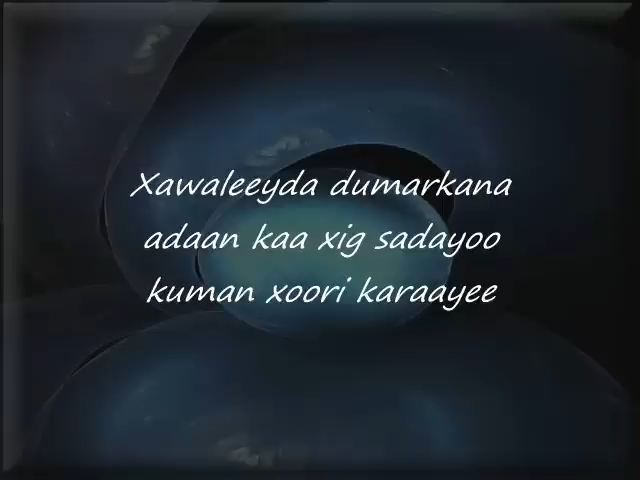 Xawaleeyda dumarkana
adaan kaa xig sadayoo
kuman xoori karaayee